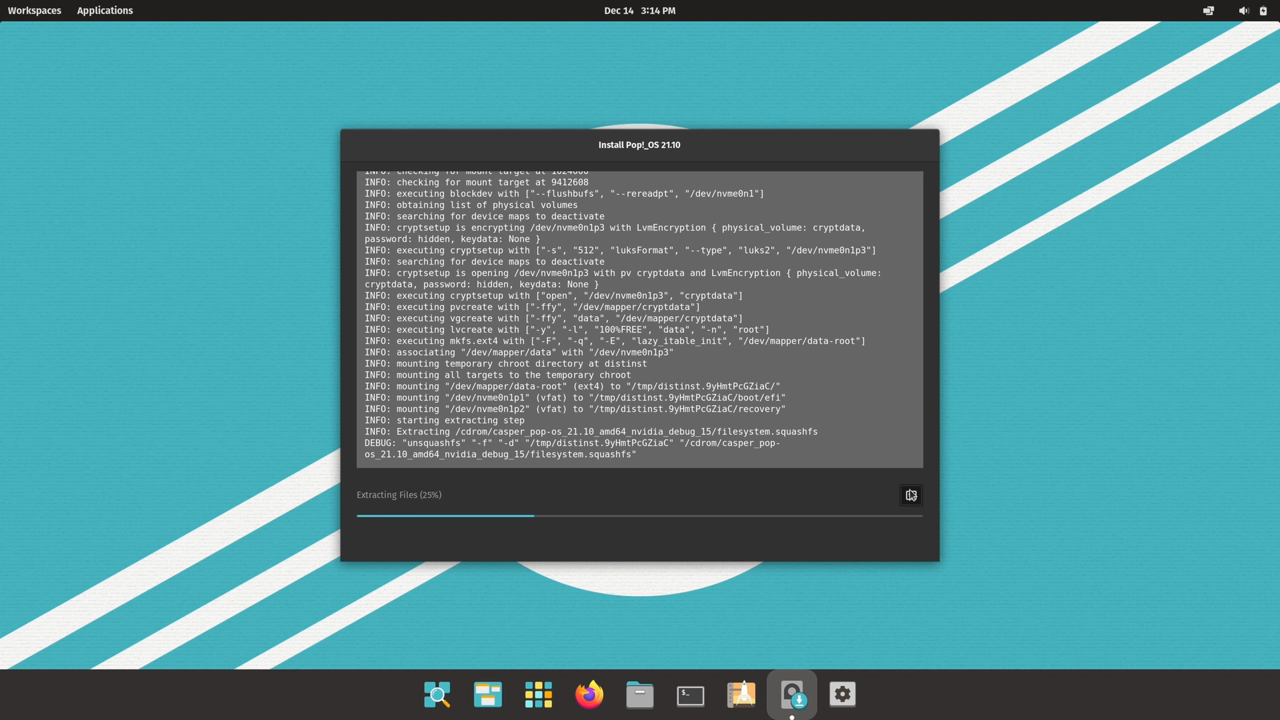 Workspaces Applications Dec 14 3:14 PM
Install Pop!_OS 21.10
INFO: checking for mount target at 1024000
INFO: checking for mount target at 9412608
INFO: executing blockdev with ["--flushbufs", "--rereadpt", "/dev/nvme0n1"]
INFO: obtaining list of physical volumes
INFO: searching for device maps to deactivate
INFO: cryptsetup is encrypting /dev/nvme0n1p3 with LvmEncryption { physical_volume: cryptdata,
password: hidden, keydata: None }
INFO: executing cryptsetup with ["-s", "512", "luksFormat", "--type", "luks2", "/dev/nvme0n1p3"]
INFO: searching for device maps to deactivate
INFO: cryptsetup is opening /dev/nvme0n1p3 with pv cryptdata and LvmEncryption { physical_volume:
cryptdata, password: hidden, keydata: None }
INFO: executing cryptsetup with ["open", "/dev/nvme0n1p3", "cryptdata"]
INFO: executing pvcreate with ["-ffy", "/dev/mapper/cryptdata"]
INFO: executing vgcreate with ["-ffy", "data", "/dev/mapper/cryptdata"]
INFO: executing lvcreate with ["-y", "-l", "100%FREE", "data", "-n", "root"]
INFO: executing mkfs.ext4 with ["-F", "-q", "-E", "lazy_itable_init", "/dev/mapper/data-root"]
INFO: associating "/dev/mapper/data" with "/dev/nvme0n1p3"
INFO: mounting temporary chroot directory at distinst
INFO: mounting all targets to the temporary chroot
INFO: mounting "/dev/mapper/data-root" (ext4) to "/tmp/distinst.9yHmtPcGZiaC/"
INFO: mounting "/dev/nvme0n1p1" (vfat) to "/tmp/distinst.9yHmtPcGZiaC/boot/efi"
INFO: mounting "/dev/nvme0n1p2" (vfat) to "/tmp/distinst.9yHmtPcGZiaC/recovery"
INFO: starting extracting step
INFO: Extracting /cdrom/casper_pop-os_21.10_amd64_nvidia_debug_15/filesystem.squashfs
DEBUG: "unsquashfs" "-f" "-d" "/tmp/distinst.9yHmtPcGZiaC" "/cdrom/casper_pop-
os_21.10_amd64_nvidia_debug_15/filesystem.squashfs"
Extracting Files (25%)
$_